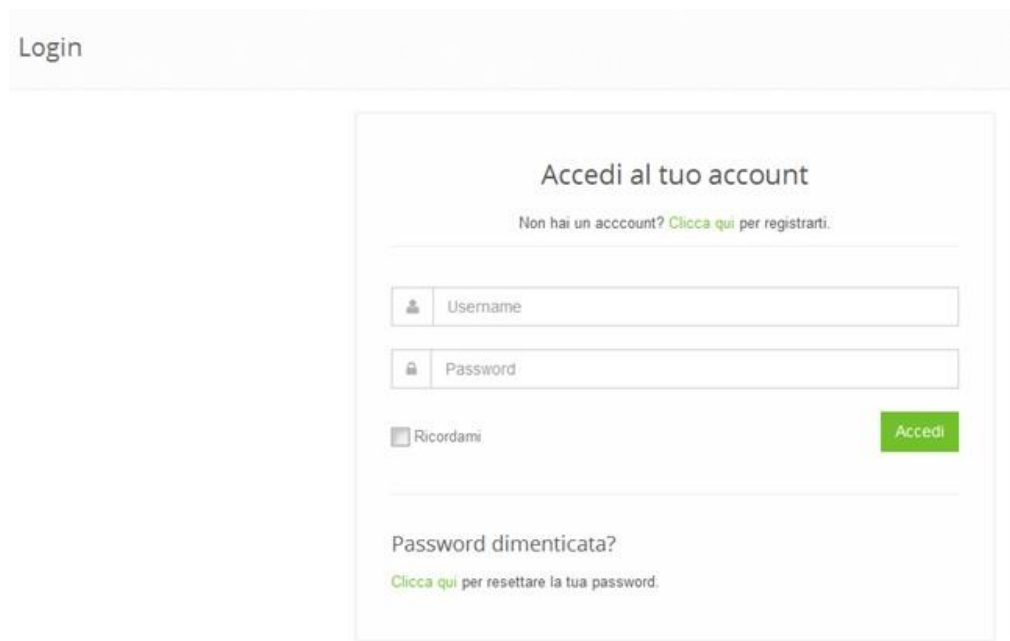 Login
Accedi al tuo account
Non hai un acccount? Clicca qui per registrarti.
Username
Password
Ricordami
Accedi
Password dimenticata?
Clicca qui per resettare la tua password.